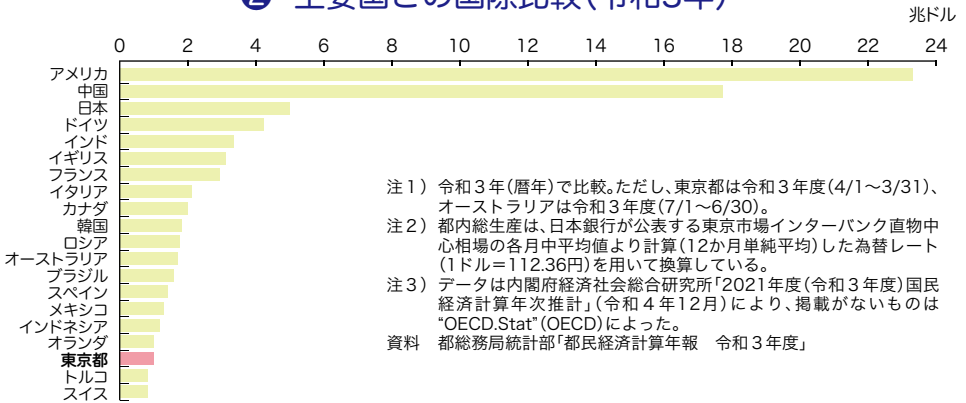 ❷ 主要国との国際比較（令和3年）
兆ドル
0 2 4 6 8 10 12 14 16 18 20 22 24
アメリカ
中国
日本
ドイツ
インド
イギリス
フランス
イタリア
カナダ
韓国
ロシア
オーストラリア
ブラジル
スペイン
メキシコ
インドネシア
オランダ
東京都
トルコ
スイス
注１）令和３年（暦年）で比較。ただし、東京都は令和３年度（4/1～3/31）、
オーストラリアは令和３年度（7/1～6/30）。
注２）都内総生産は、日本銀行が公表する東京市場インターバンク直物中
心相場の各月中平均値より計算（12か月単純平均）した為替レート
（1ドル＝112.36円）を用いて換算している。
注３）データは内閣府経済社会総合研究所「2021年度（令和３年度）国民
経済計算年次推計」（令和４年12月）により、掲載がないものは
“OECD.Stat”（OECD）によった。
資料　都総務局統計部「都民経済計算年報　令和３年度」